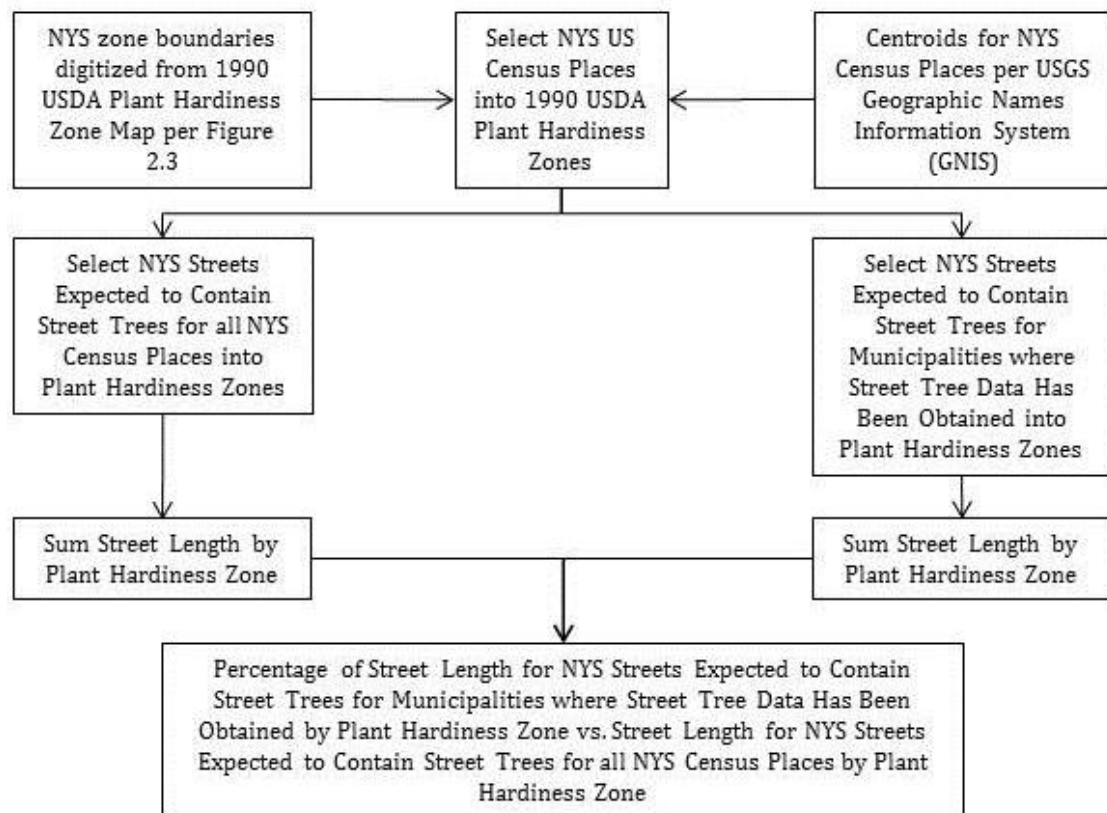 NYS zone boundaries
digitized from 1990
USDA Plant Hardiness
Zone Map per Figure
2.3
Select NYS US
Census Places
into 1990 USDA
Plant Hardiness
Zones
Centroids for NYS
Census Places per USGS
Geographic Names
Information System
(GNIS)
Select NYS Streets
Expected to Contain
Street Trees for all NYS
Census Places into
Plant Hardiness Zones
Select NYS Streets
Expected to Contain
Street Trees for
Municipalities where
Street Tree Data Has
Been Obtained into
Plant Hardiness Zones
Sum Street Length by
Plant Hardiness Zone
Sum Street Length by
Plant Hardiness Zone
Percentage of Street Length for NYS Streets Expected to Contain
Street Trees for Municipalities where Street Tree Data Has Been
Obtained by Plant Hardiness Zone vs. Street Length for NYS Streets
Expected to Contain Street Trees for all NYS Census Places by Plant
Hardiness Zone